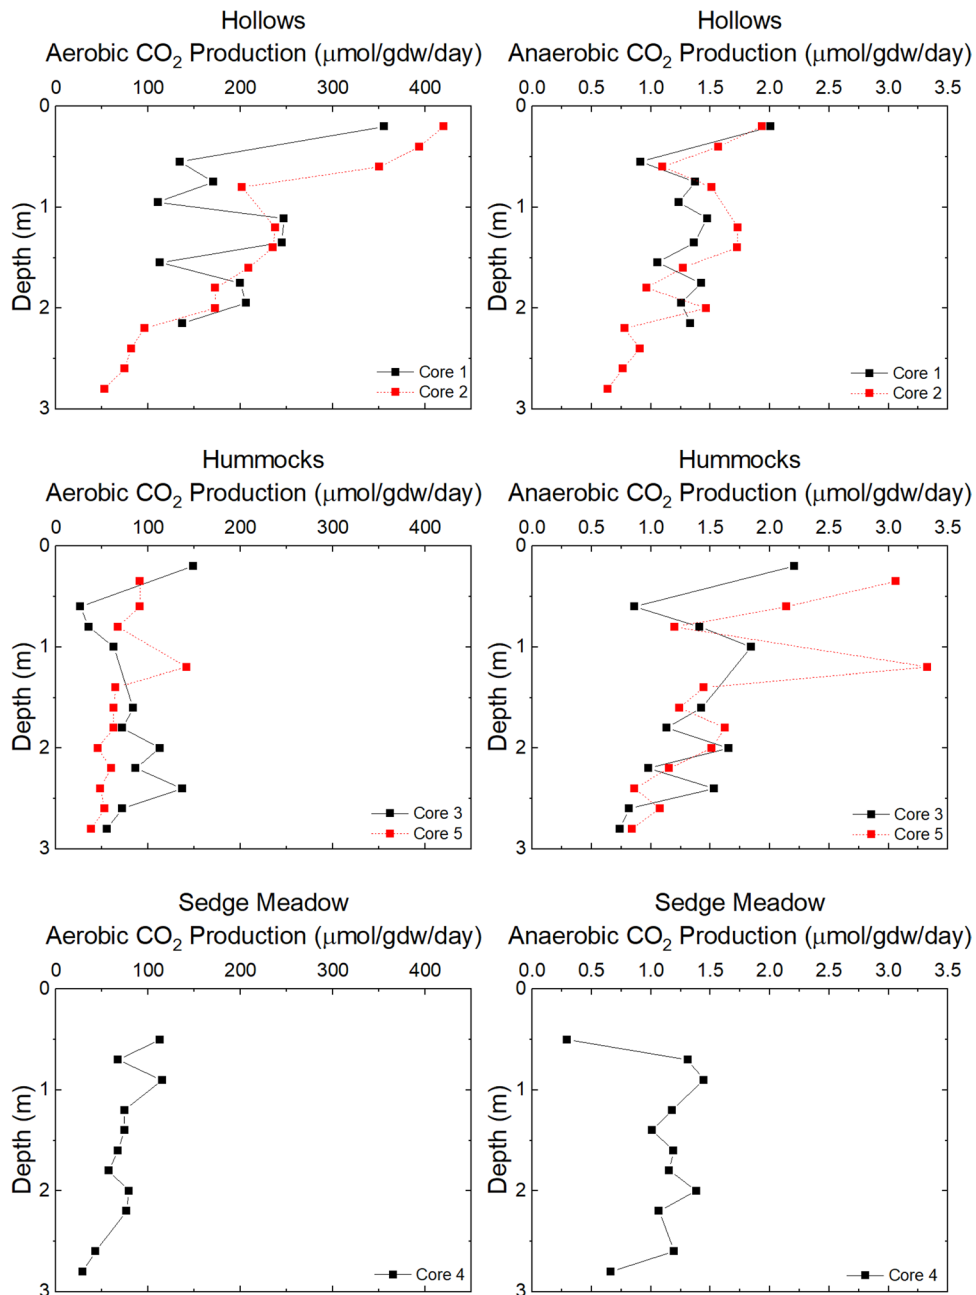 Hollows
Aerobic CO₂ Production (μmol/gdw/day)
0 100 200 300 400
0
1
2
3
Depth (m)
Core 1
Core 2
Hollows
Anaerobic CO₂ Production (μmol/gdw/day)
0.0 0.5 1.0 1.5 2.0 2.5 3.0 3.5
0
1
2
3
Depth (m)
Core 1
Core 2
Hummocks
Aerobic CO₂ Production (μmol/gdw/day)
0 100 200 300 400
0
1
2
3
Depth (m)
Core 3
Core 5
Hummocks
Anaerobic CO₂ Production (μmol/gdw/day)
0.0 0.5 1.0 1.5 2.0 2.5 3.0 3.5
0
1
2
3
Depth (m)
Core 3
Core 5
Sedge Meadow
Aerobic CO₂ Production (μmol/gdw/day)
0 100 200 300 400
0
1
2
3
Depth (m)
Core 4
Sedge Meadow
Anaerobic CO₂ Production (μmol/gdw/day)
0.0 0.5 1.0 1.5 2.0 2.5 3.0 3.5
0
1
2
3
Depth (m)
Core 4